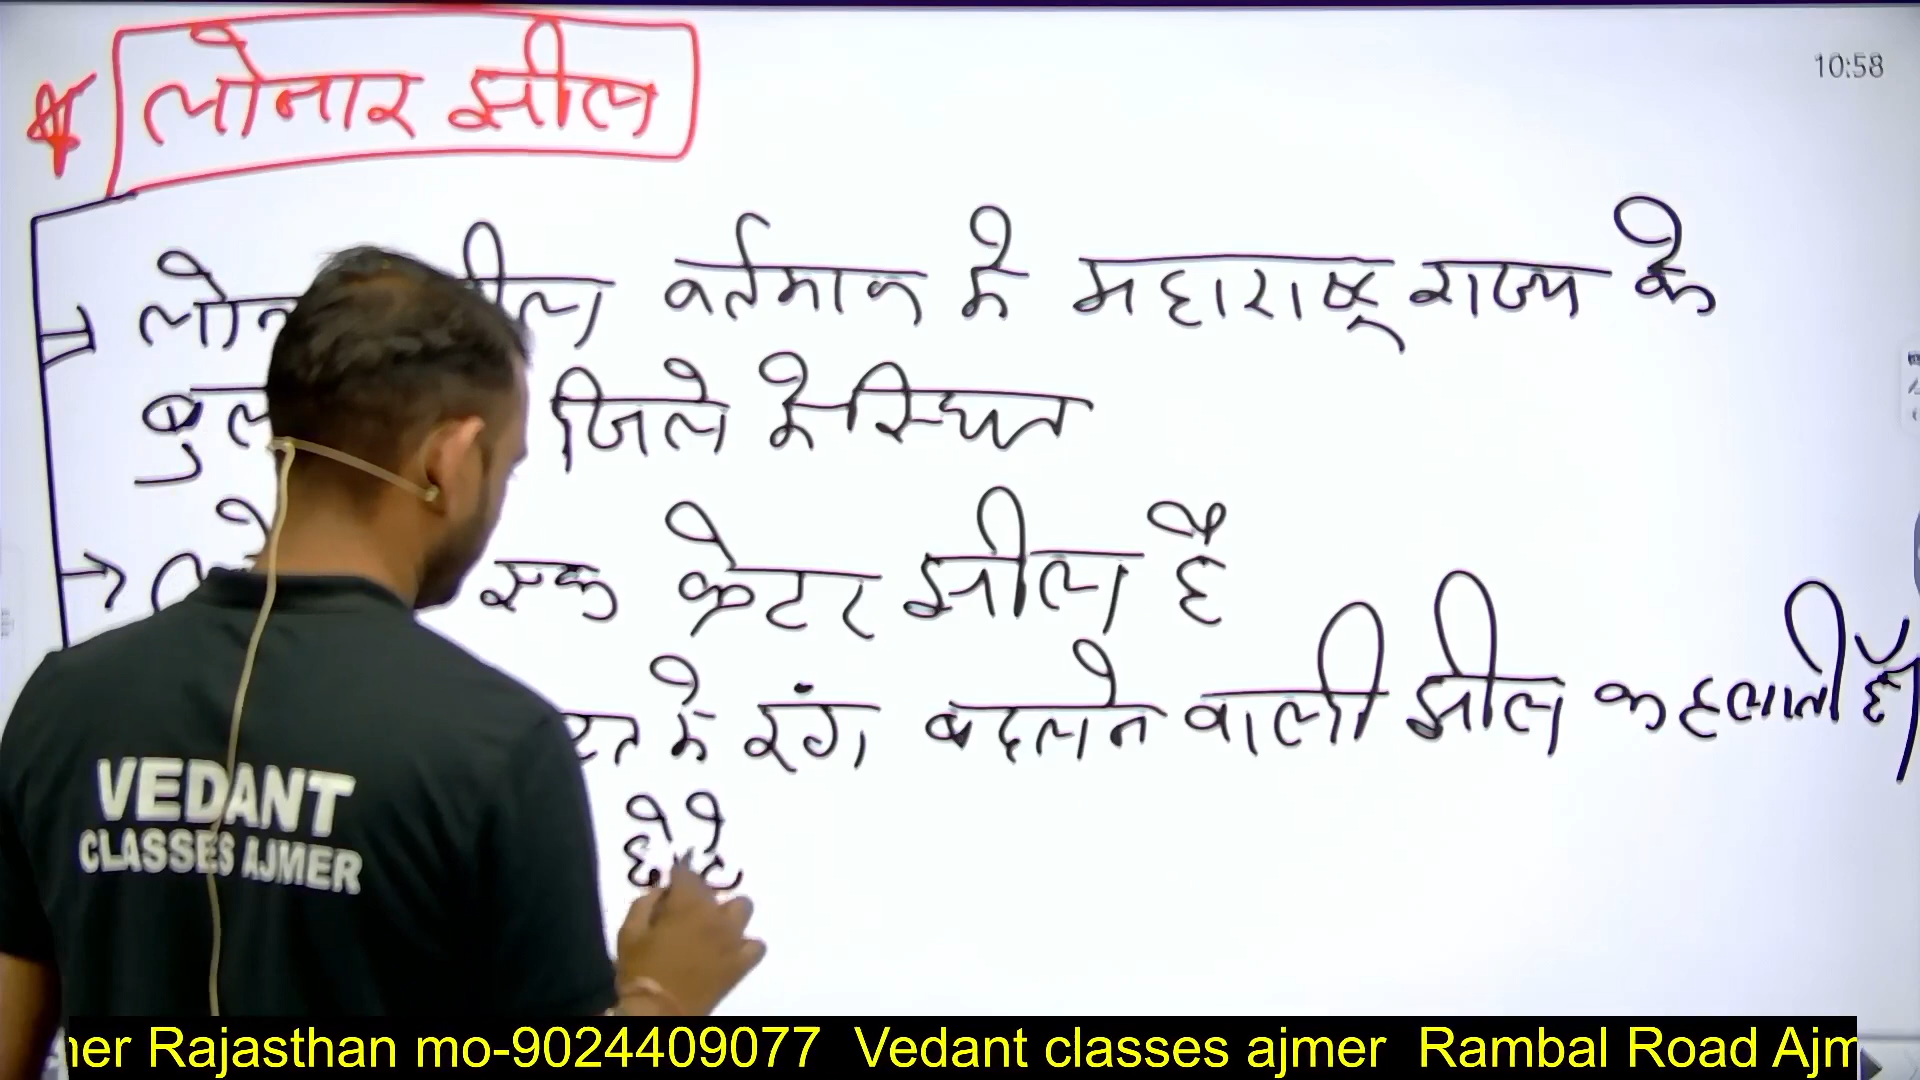 लोनार झील
10:58
वर्तमान में महाराष्ट्र राज्य के
जिले में स्थित
एक क्रेटर झील है
में रंग बदलने वाली झील कहलाती है
VEDANT
CLASSES AJMER
ner Rajasthan mo-9024409077 Vedant classes ajmer Rambal Road Ajm